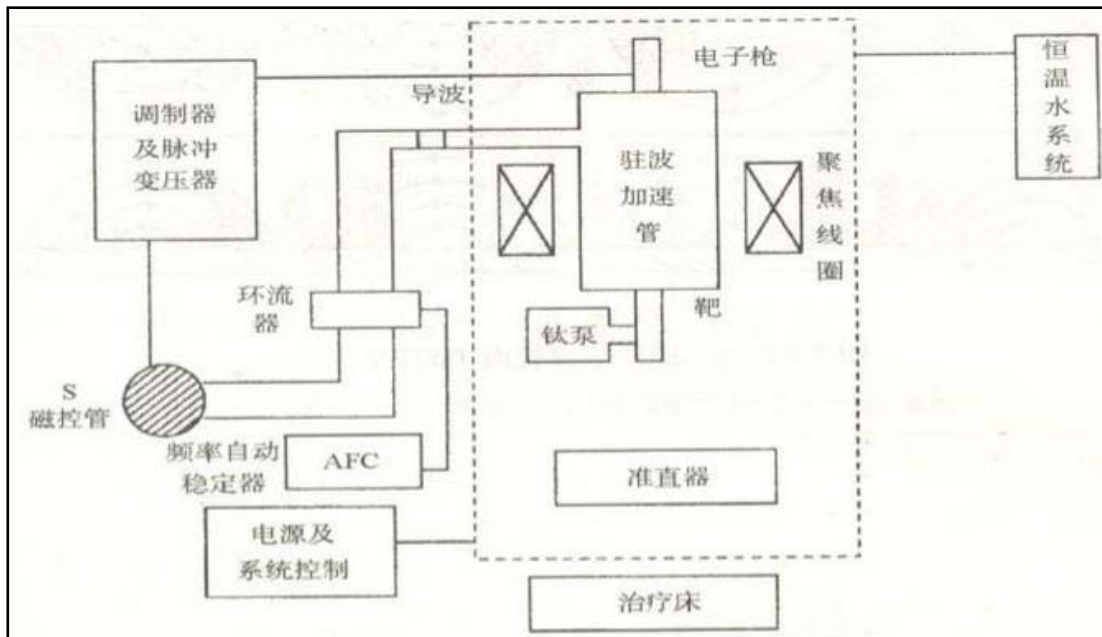 调制器
及脉冲
变压器
导波
电子枪
恒
温
水
系
统
驻波
加速
管
聚
焦
线
圈
环流
器
靶
钛泵
S
磁控管
频率自动
稳定器
AFC
准直器
电源及
系统控制
治疗床